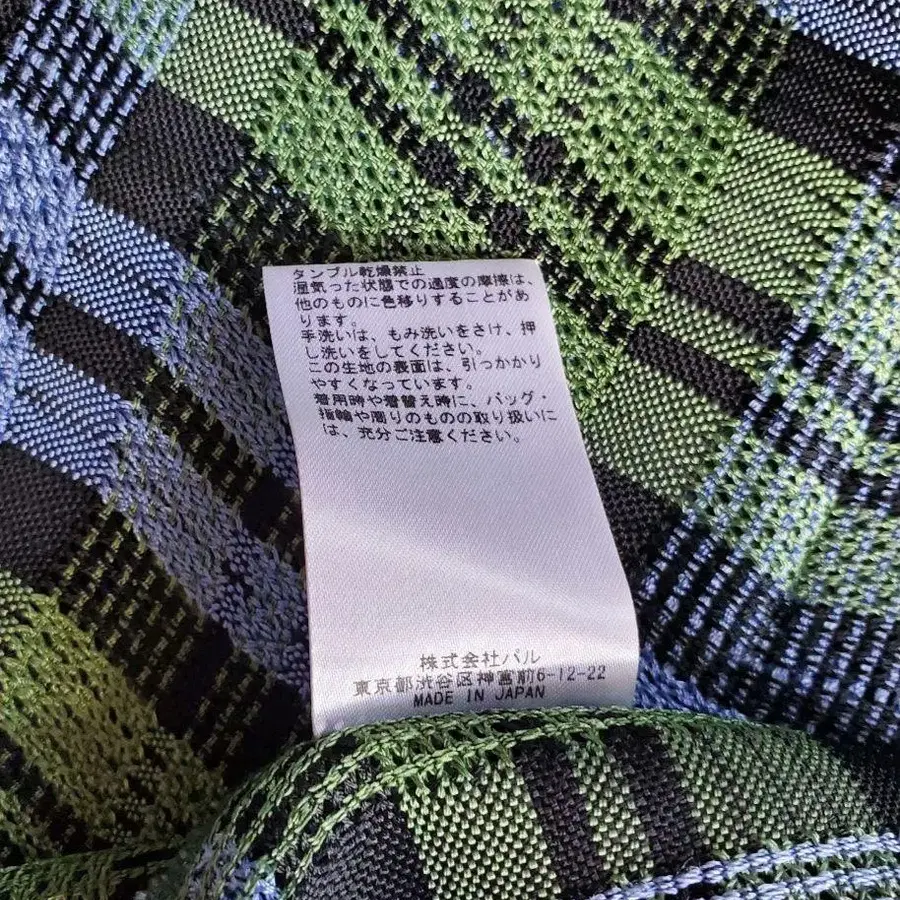 タンブル乾燥禁止
湿気った状態での過度の摩擦は、
他のものに色移りすることがあ
ります。
手洗いは、もみ洗いをさけ、押
し洗いをしてください。
この生地の表面は、引っかかり
やすくなっています。
着用時や着替え時に、バッグ・
指輪や周りのものの取り扱いに
は、充分ご注意ください。
株式会社パル
東京都渋谷区神宮前6-12-22
MADE IN JAPAN